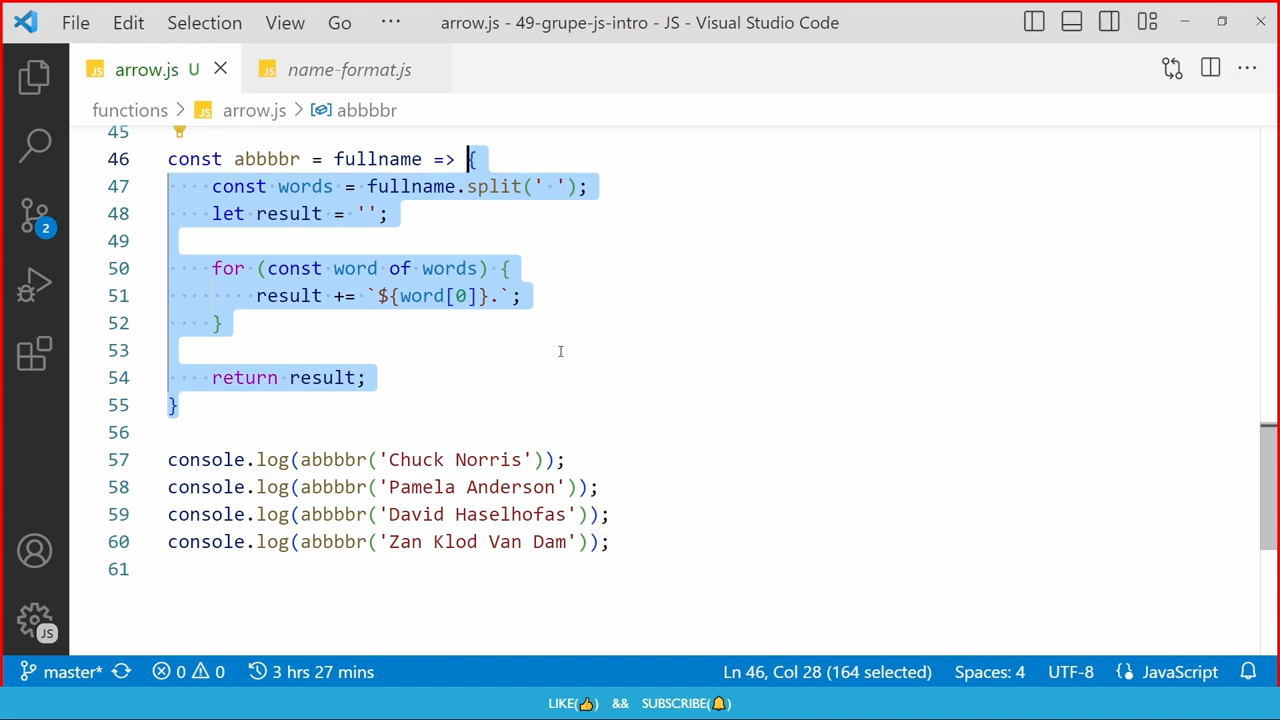 File Edit Selection View Go ··· arrow.js - 49-grupe-js-intro - JS - Visual Studio Code
JS arrow.js U JS name-format.js
functions > JS arrow.js > abbbbr
45
46 const abbbbr = fullname => {
47 const words = fullname.split(' ');
48 let result = '';
49
50 for (const word of words) {
51 result += `${word[0]}.`;
52 }
53
54 return result;
55 }
56
57 console.log(abbbbr('Chuck Norris'));
58 console.log(abbbbr('Pamela Anderson'));
59 console.log(abbbbr('David Haselhofas'));
60 console.log(abbbbr('Zan Klod Van Dam'));
61
2
JS
master* 0 0 3 hrs 27 mins Ln 46, Col 28 (164 selected) Spaces: 4 UTF-8 {} JavaScript
LIKE(👍) && SUBSCRIBE(🔔)